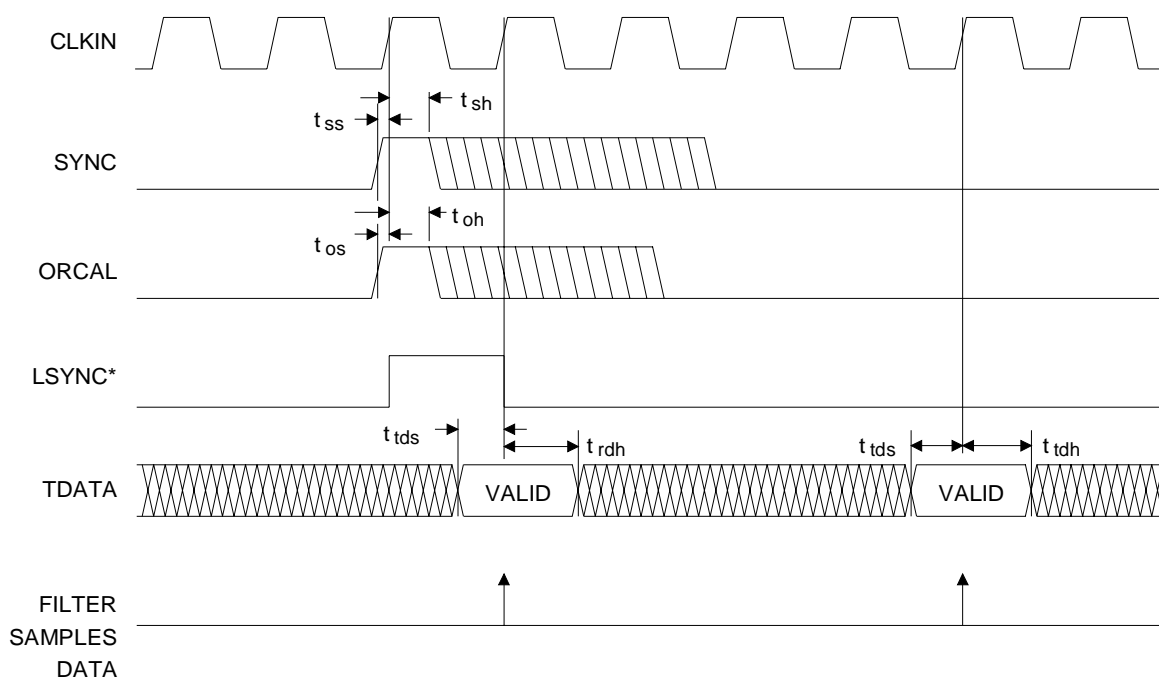 CLKIN
t sh
t ss
SYNC
t oh
t os
ORCAL
LSYNC*
t tds
t rdh
t tds
t tdh
TDATA
VALID
VALID
FILTER
SAMPLES
DATA